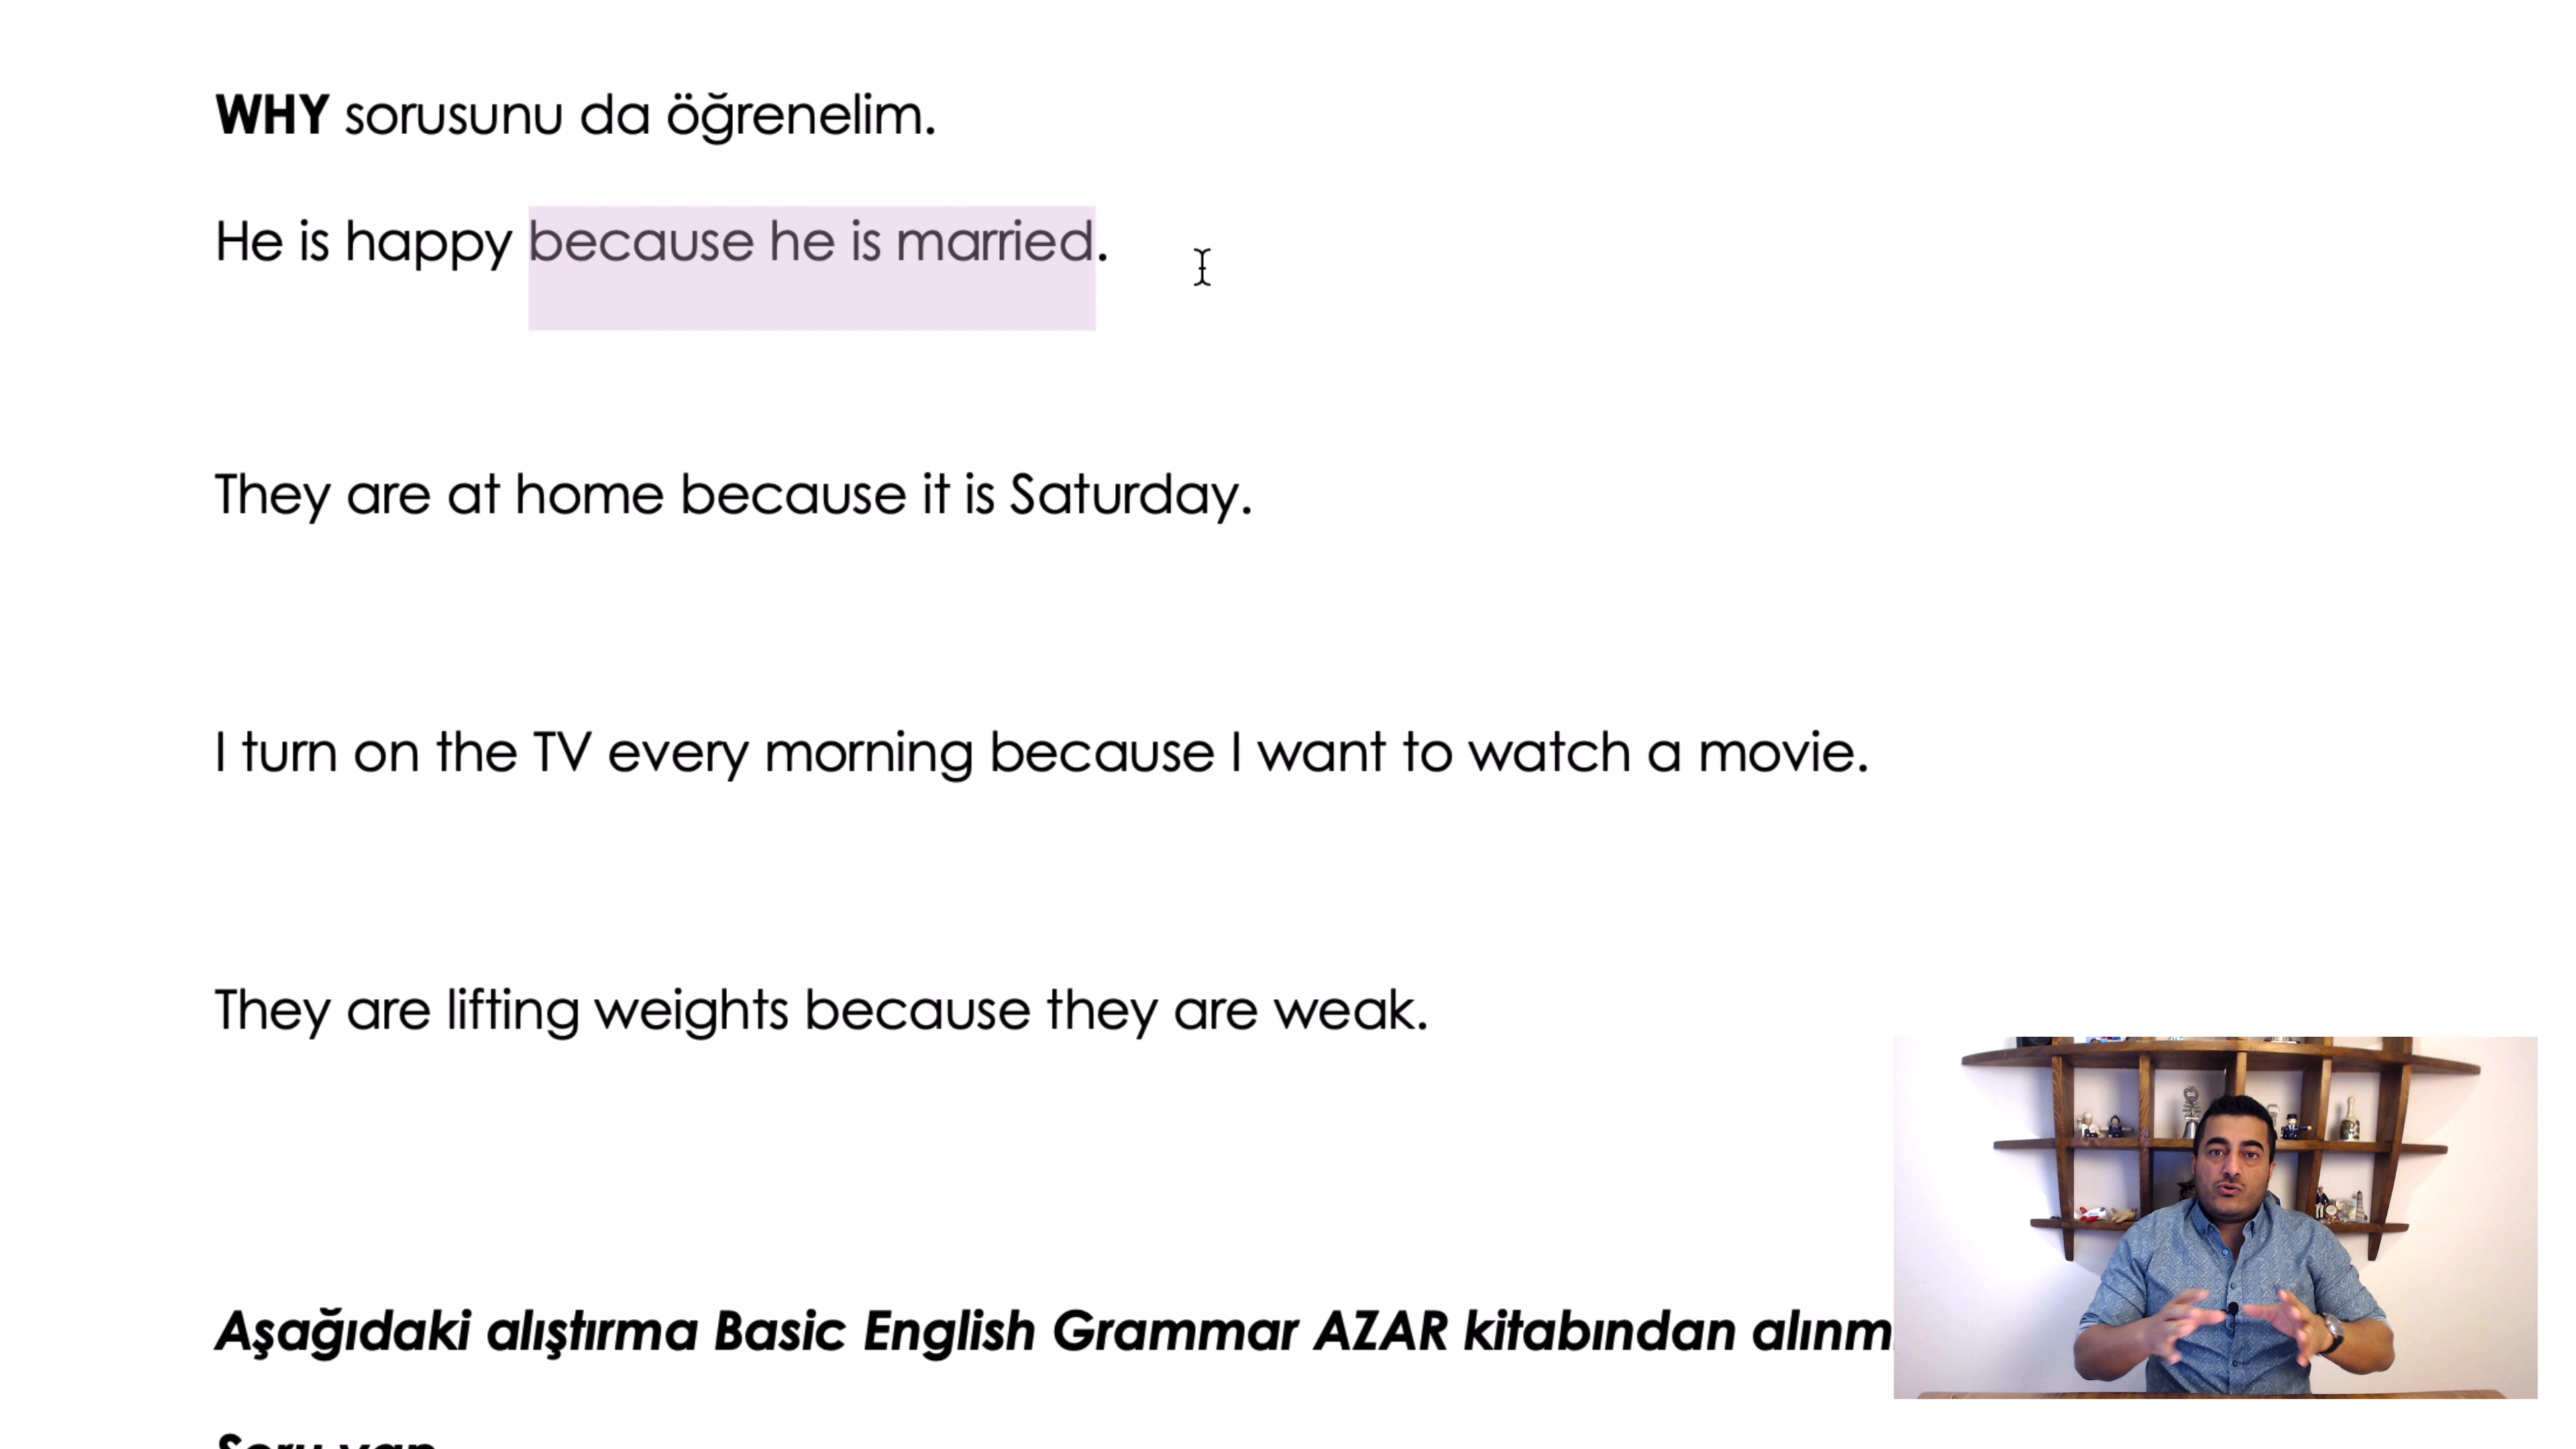 WHY sorusunu da öğrenelim.
He is happy because he is married.
They are at home because it is Saturday.
I turn on the TV every morning because I want to watch a movie.
They are lifting weights because they are weak.
Aşağıdaki alıştırma Basic English Grammar AZAR kitabından alınm